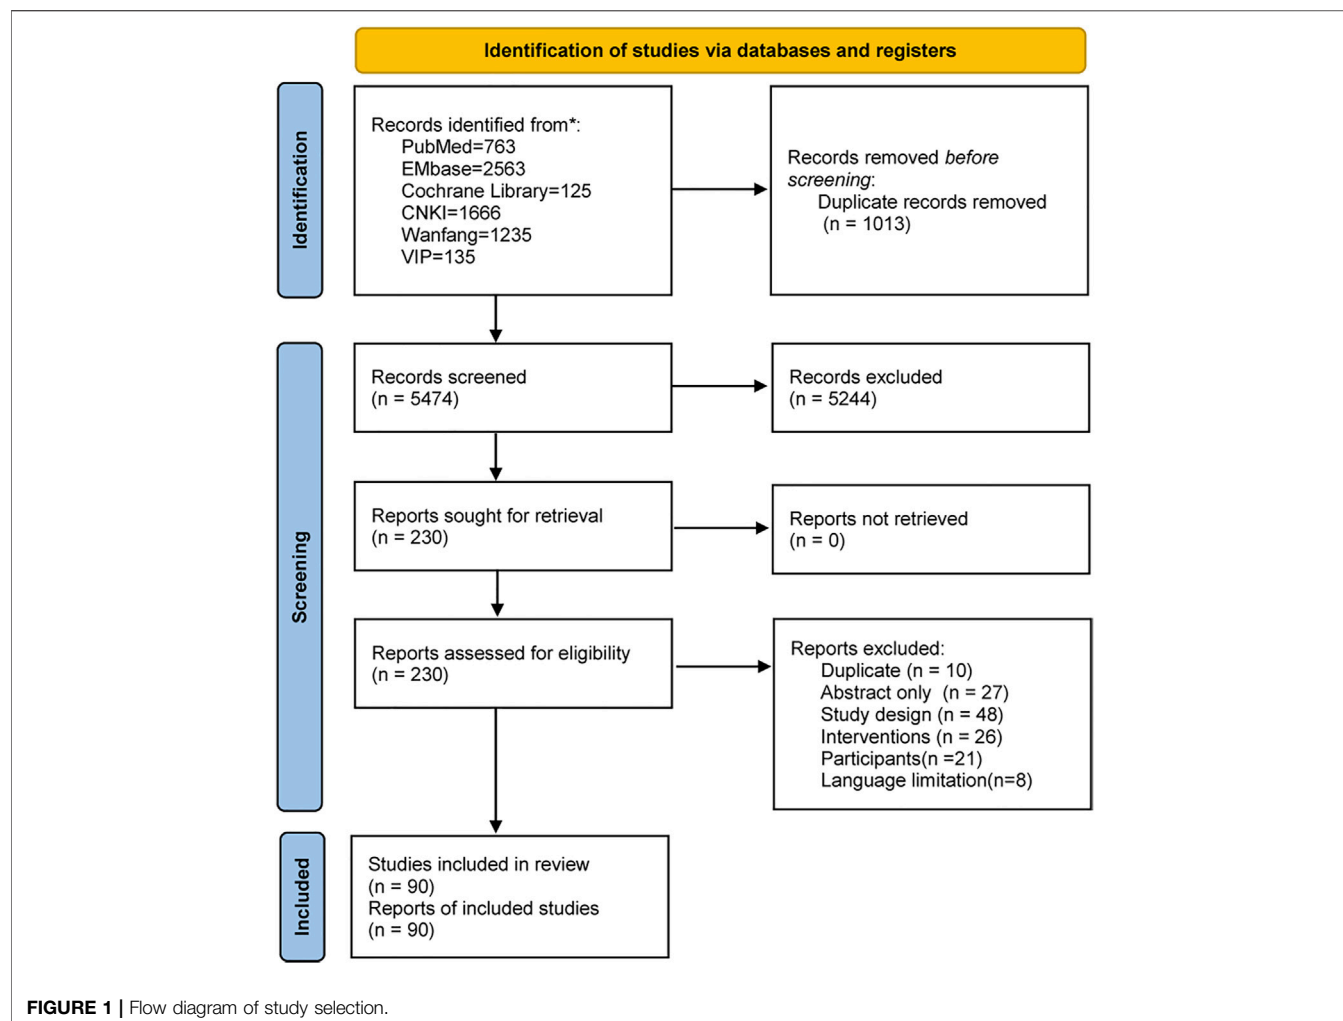 Identification of studies via databases and registers
Identification
Records identified from*:
PubMed=763
EMbase=2563
Cochrane Library=125
CNKI=1666
Wanfang=1235
VIP=135
Records removed before
screening:
Duplicate records removed
(n = 1013)
Screening
Records screened
(n = 5474)
Records excluded
(n = 5244)
Reports sought for retrieval
(n = 230)
Reports not retrieved
(n = 0)
Reports assessed for eligibility
(n = 230)
Reports excluded:
Duplicate (n = 10)
Abstract only (n = 27)
Study design (n = 48)
Interventions (n = 26)
Participants(n =21)
Language limitation(n=8)
Included
Studies included in review
(n = 90)
Reports of included studies
(n = 90)
FIGURE 1 | Flow diagram of study selection.